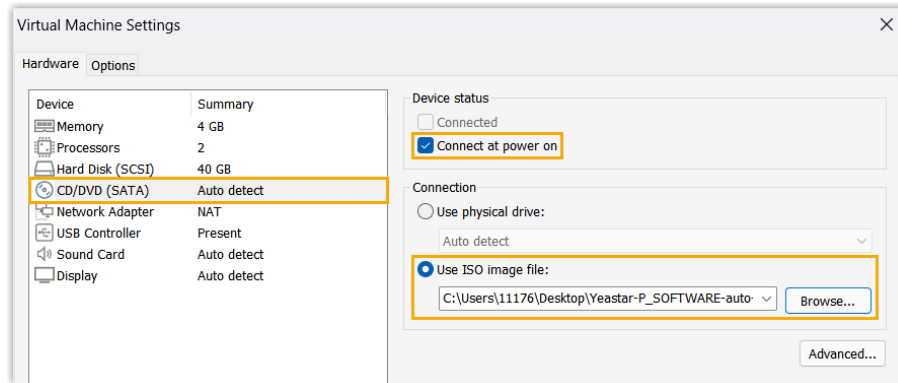 Virtual Machine Settings
Hardware Options
Device Summary
Memory 4 GB
Processors 2
Hard Disk (SCSI) 40 GB
CD/DVD (SATA) Auto detect
Network Adapter NAT
USB Controller Present
Sound Card Auto detect
Display Auto detect
Device status
Connected
Connect at power on
Connection
Use physical drive:
Auto detect
Use ISO image file:
C:\Users\11176\Desktop\Yeastar-P_SOFTWARE-auto- Browse...
Advanced...